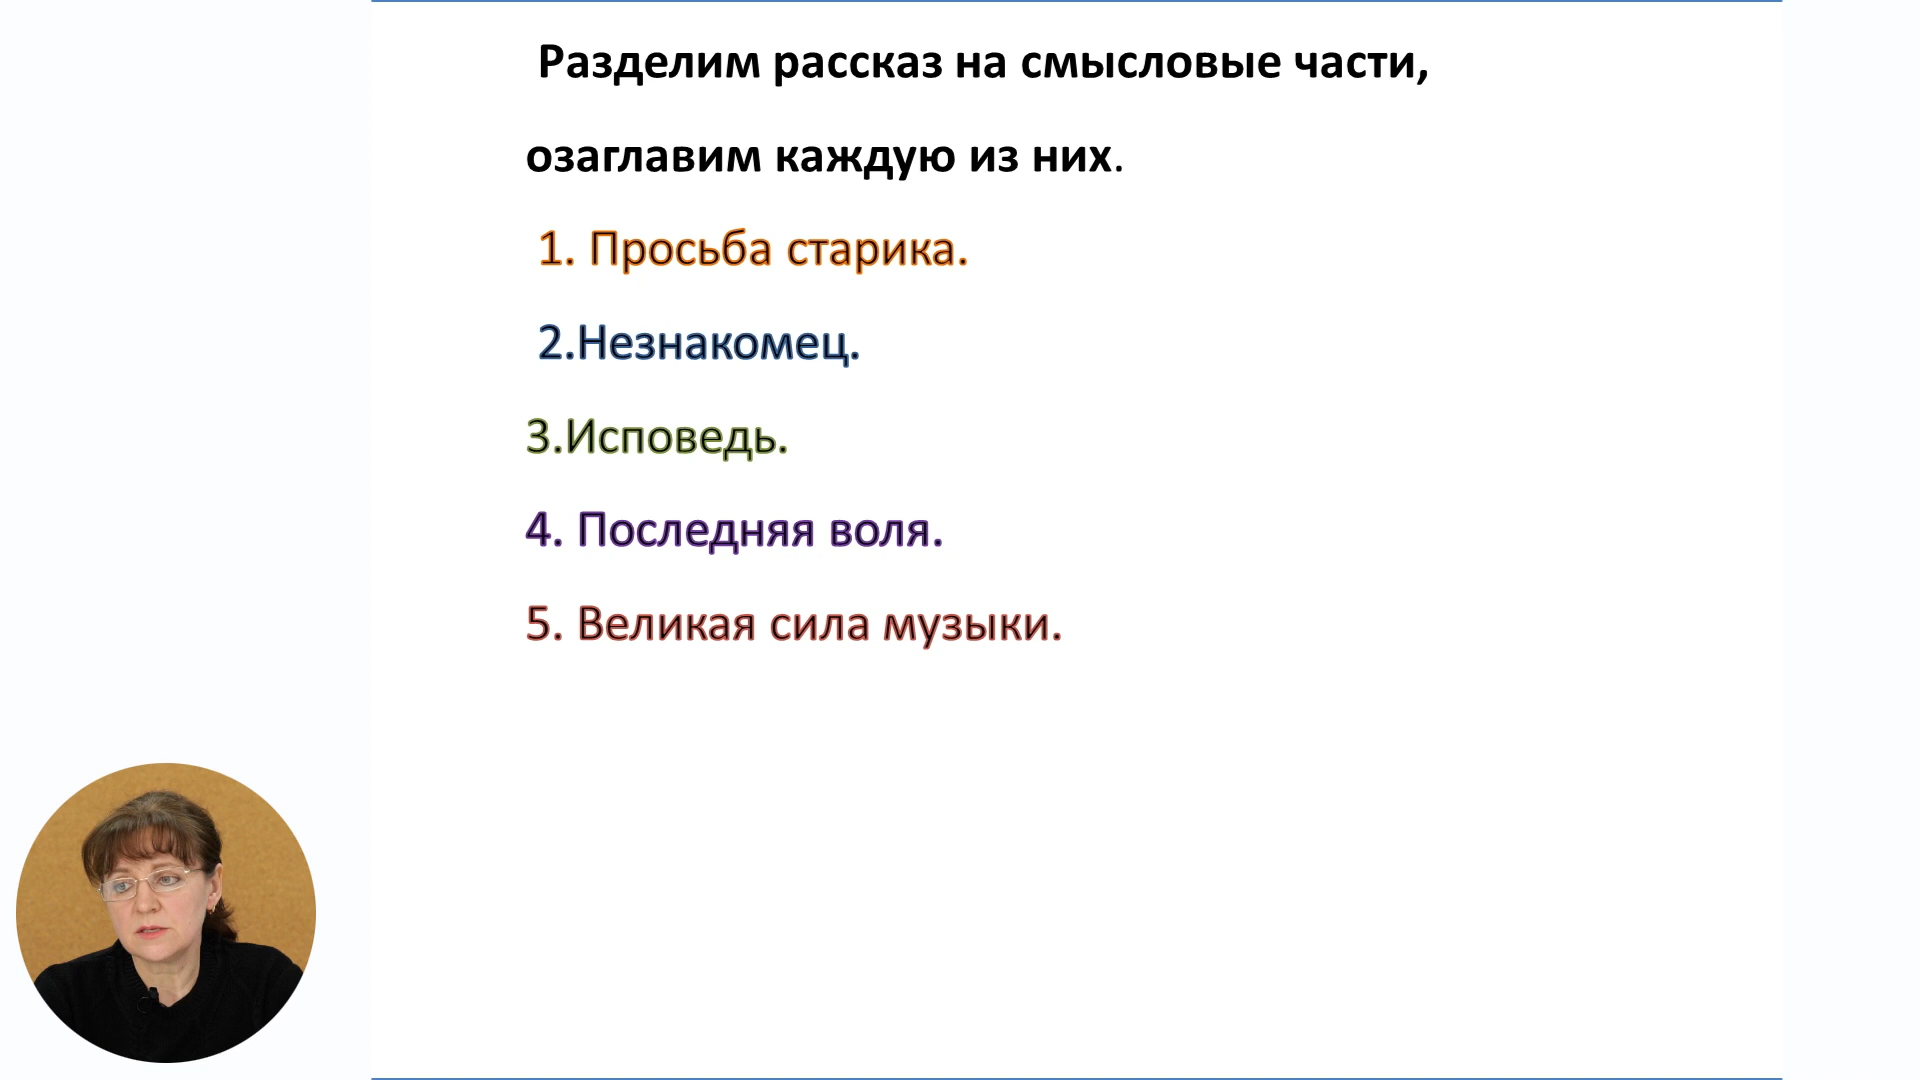 Разделим рассказ на смысловые части,
озаглавим каждую из них.
1. Просьба старика.
2.Незнакомец.
3.Исповедь.
4. Последняя воля.
5. Великая сила музыки.